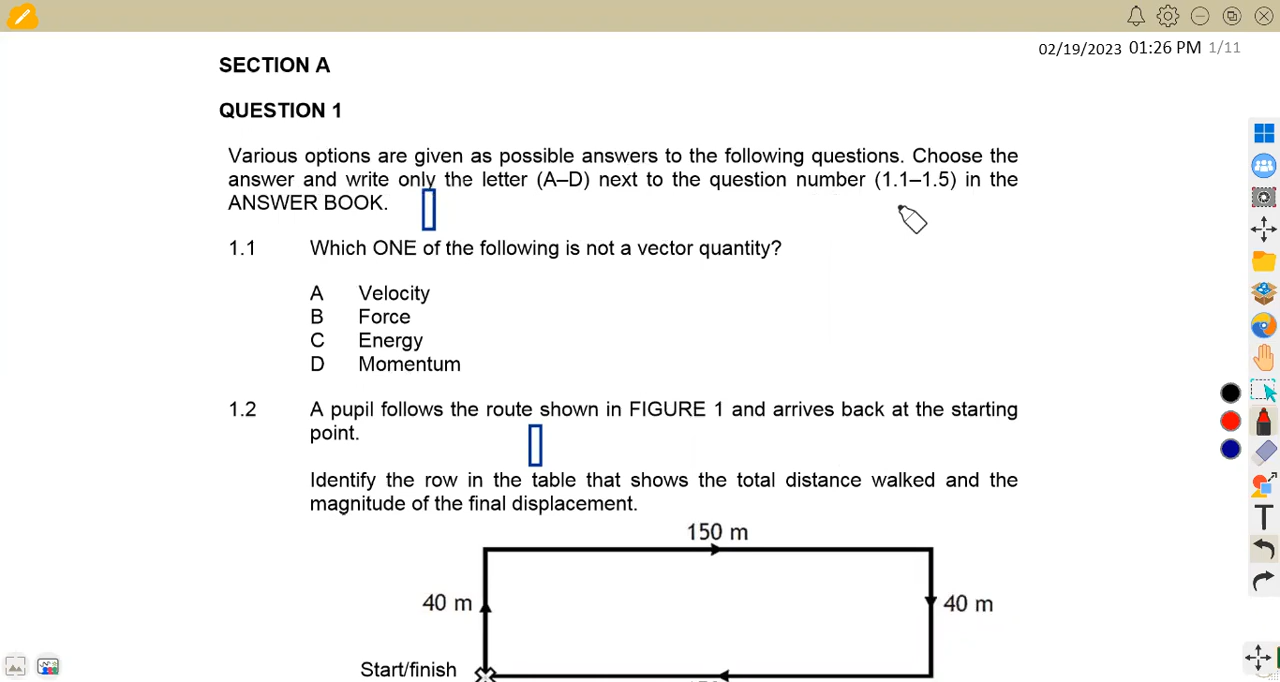 02/19/2023 01:26 PM 1/11
SECTION A
QUESTION 1
Various options are given as possible answers to the following questions. Choose the
answer and write only the letter (A–D) next to the question number (1.1–1.5) in the
ANSWER BOOK.
1.1 Which ONE of the following is not a vector quantity?
A Velocity
B Force
C Energy
D Momentum
1.2 A pupil follows the route shown in FIGURE 1 and arrives back at the starting
point.
Identify the row in the table that shows the total distance walked and the
magnitude of the final displacement.
150 m
40 m
40 m
Start/finish
T